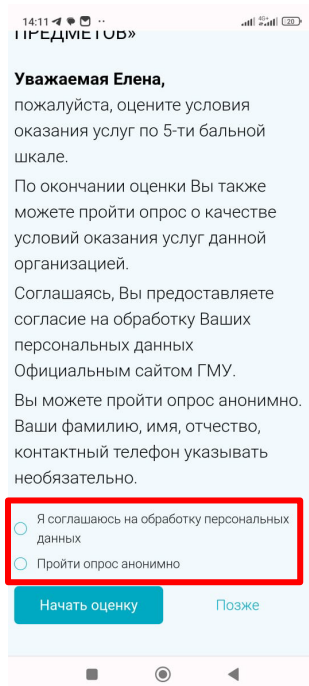 14:11
4G+
20
ПРЕДМЕТОВ»
Уважаемая Елена,
пожалуйста, оцените условия
оказания услуг по 5-ти бальной
шкале.
По окончании оценки Вы также
можете пройти опрос о качестве
условий оказания услуг данной
организацией.
Соглашаясь, Вы предоставляете
согласие на обработку Ваших
персональных данных
Официальным сайтом ГМУ.
Вы можете пройти опрос анонимно.
Ваши фамилию, имя, отчество,
контактный телефон указывать
необязательно.
Я соглашаюсь на обработку персональных
данных
Пройти опрос анонимно
Начать оценку Позже